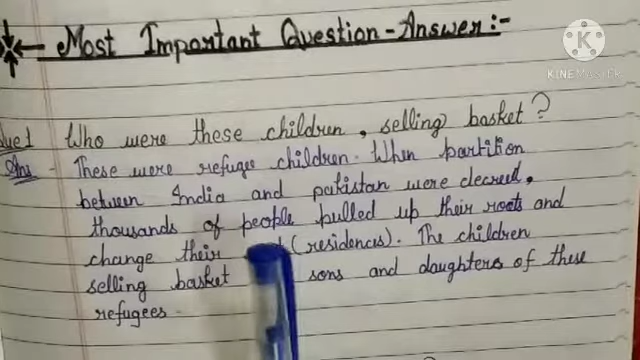 Most Important Question-Answer:-
KINEMASTER
Que1 Who were these children, selling basket?
Ans - These were refuge children. When partition
between India and pakistan were decreed,
thousands of people pulled up their roots and
change their (residences). The children
selling basket sons and daughters of these
refugees.